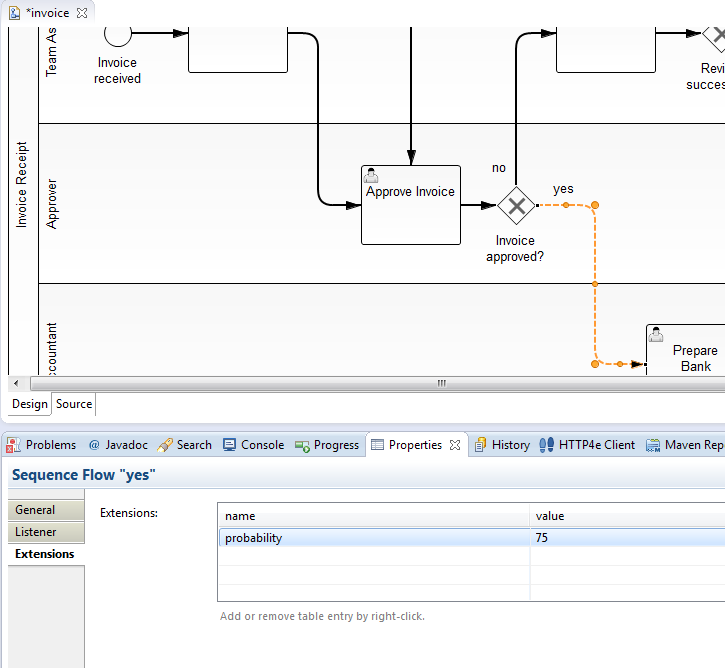 *invoice
Team As
Invoice
received
Revi
succes
Invoice Receipt
Approver
Approve Invoice
no
yes
Invoice
approved?
ccountant
Prepare
Bank
Design Source
Problems @ Javadoc Search Console Progress Properties History HTTP4e Client Maven Rep
Sequence Flow "yes"
General
Listener
Extensions
Extensions:
name value
probability 75
Add or remove table entry by right-click.